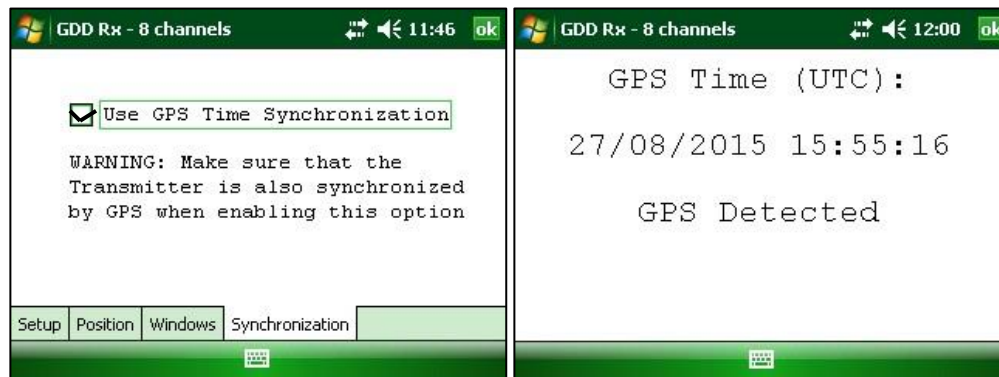 GDD Rx - 8 channels 11:46 ok
Use GPS Time Synchronization
WARNING: Make sure that the
Transmitter is also synchronized
by GPS when enabling this option
Setup Position Windows Synchronization
GDD Rx - 8 channels 12:00 ok
GPS Time (UTC):
27/08/2015 15:55:16
GPS Detected